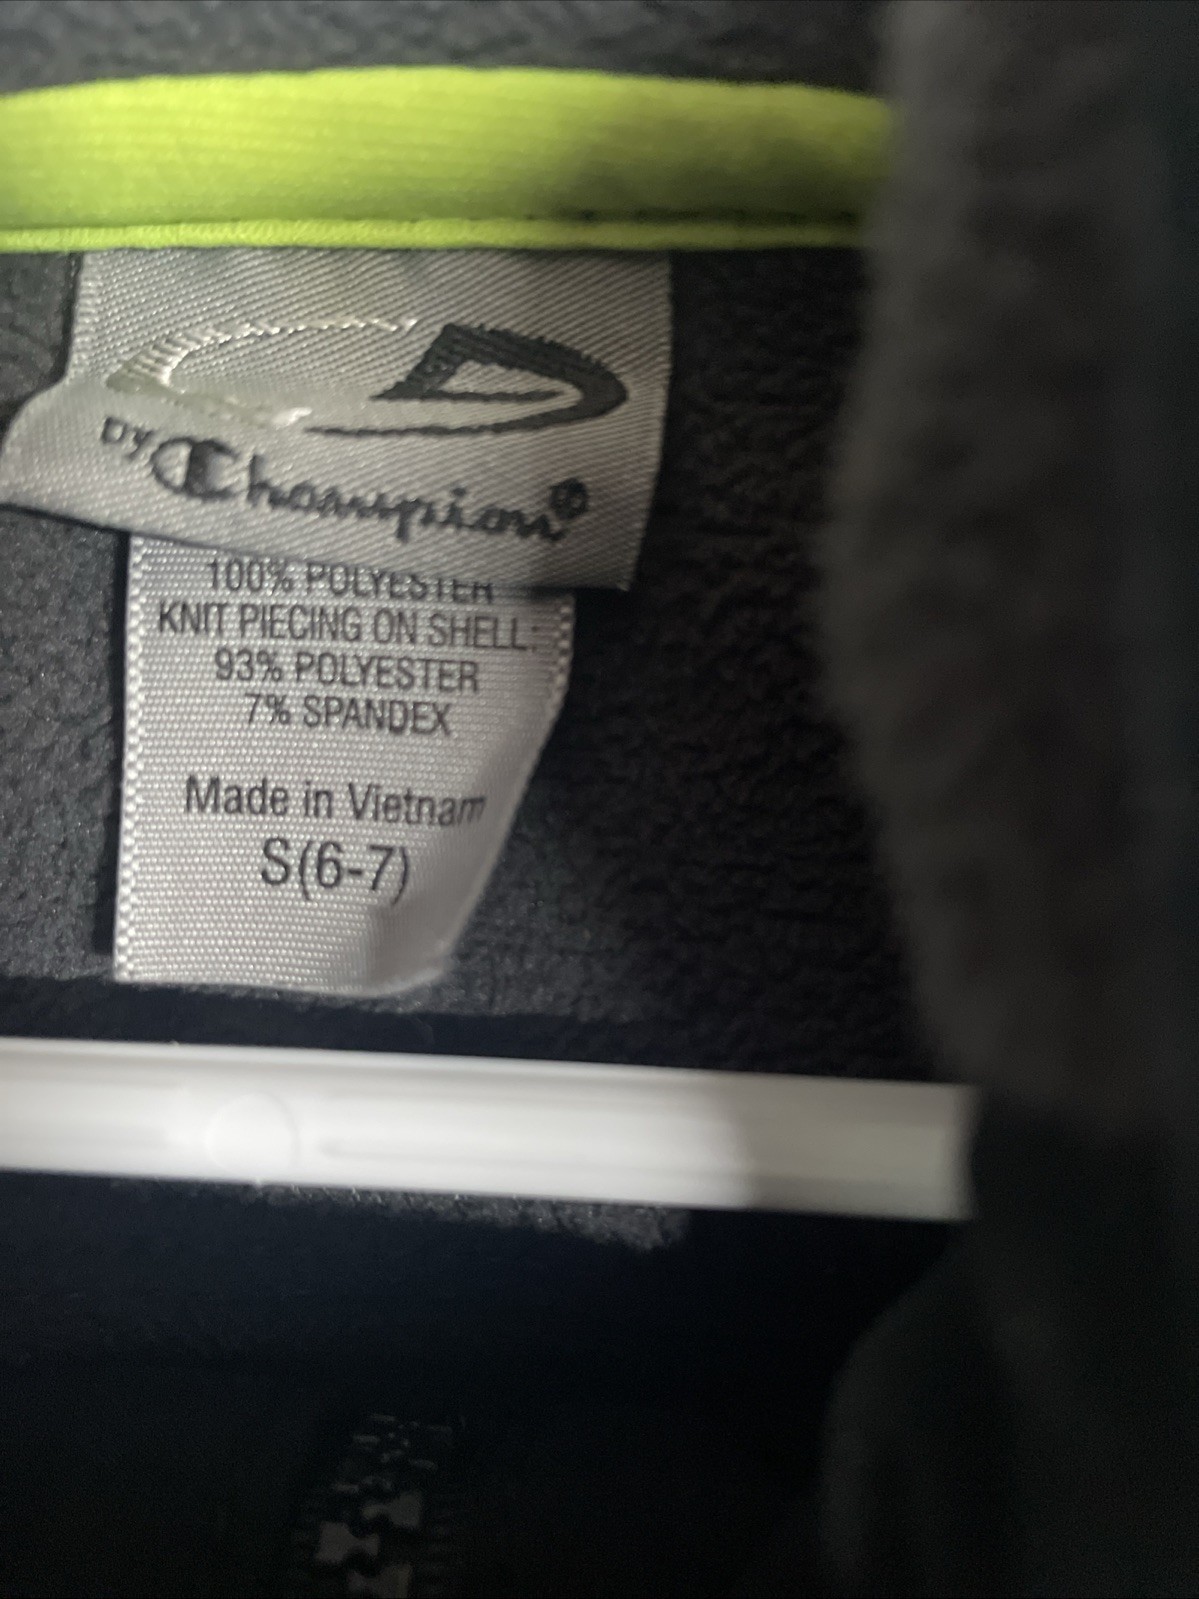 BY Champion®
100% POLYESTER
KNIT PIECING ON SHELL:
93% POLYESTER
7% SPANDEX
Made in Vietnam
S(6-7)